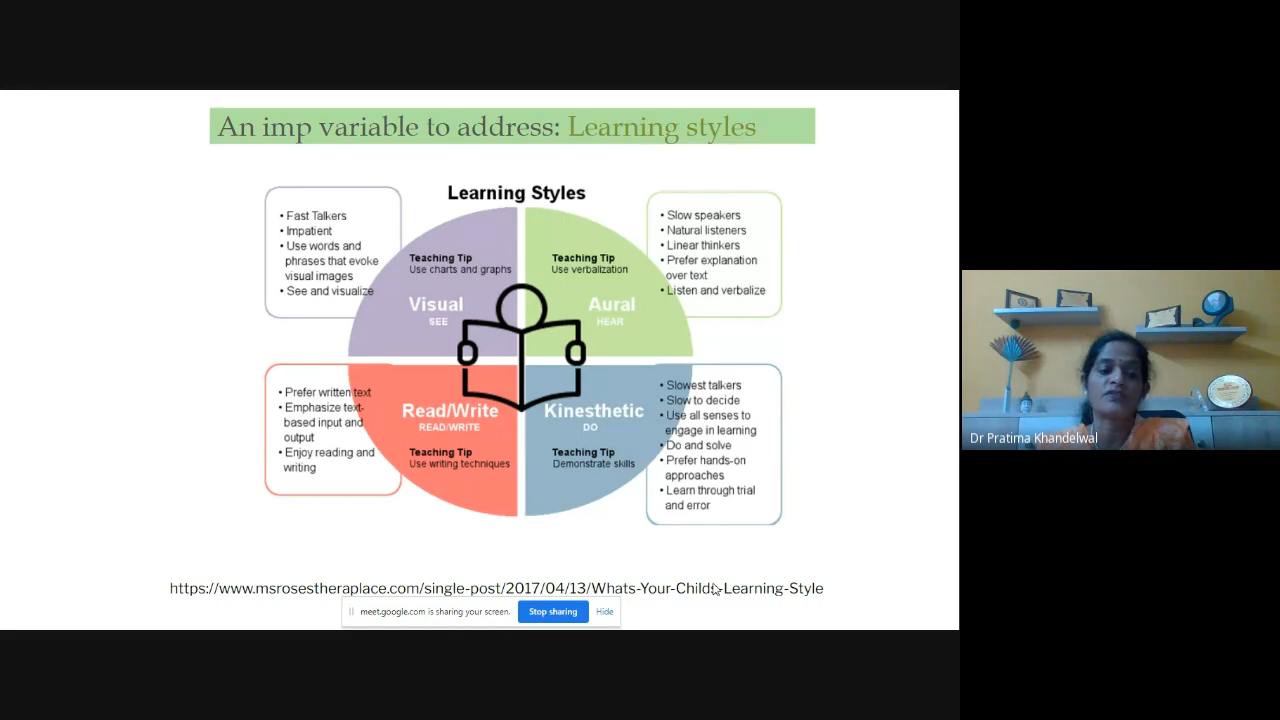 An imp variable to address: Learning styles
Learning Styles
• Fast Talkers
• Impatient
• Use words and
phrases that evoke
visual images
• See and visualize
Teaching Tip
Use charts and graphs
Visual
SEE
Teaching Tip
Use verbalization
Aural
HEAR
• Slow speakers
• Natural listeners
• Linear thinkers
• Prefer explanation
over text
• Listen and verbalize
• Prefer written text
• Emphasize text-
based input and
output
• Enjoy reading and
writing
Read/Write
READ/WRITE
Teaching Tip
Use writing techniques
Kinesthetic
DO
Teaching Tip
Demonstrate skills
• Slowest talkers
• Slow to decide
• Use all senses to
engage in learning
• Do and solve
• Prefer hands-on
approaches
• Learn through trial
and error
https://www.msrosestheraplace.com/single-post/2017/04/13/Whats-Your-Childs-Learning-Style
meet.google.com is sharing your screen.
Stop sharing
Hide
Dr Pratima Khandelwal